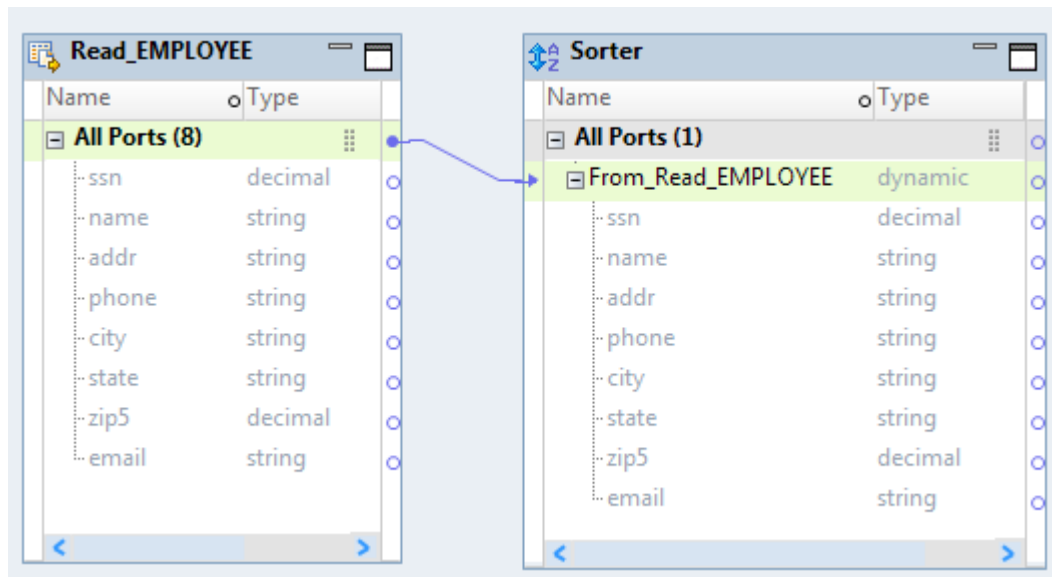 Read_EMPLOYEE
Name Type
All Ports (8)
ssn decimal
name string
addr string
phone string
city string
state string
zip5 decimal
email string
Sorter
Name Type
All Ports (1)
From_Read_EMPLOYEE dynamic
ssn decimal
name string
addr string
phone string
city string
state string
zip5 decimal
email string